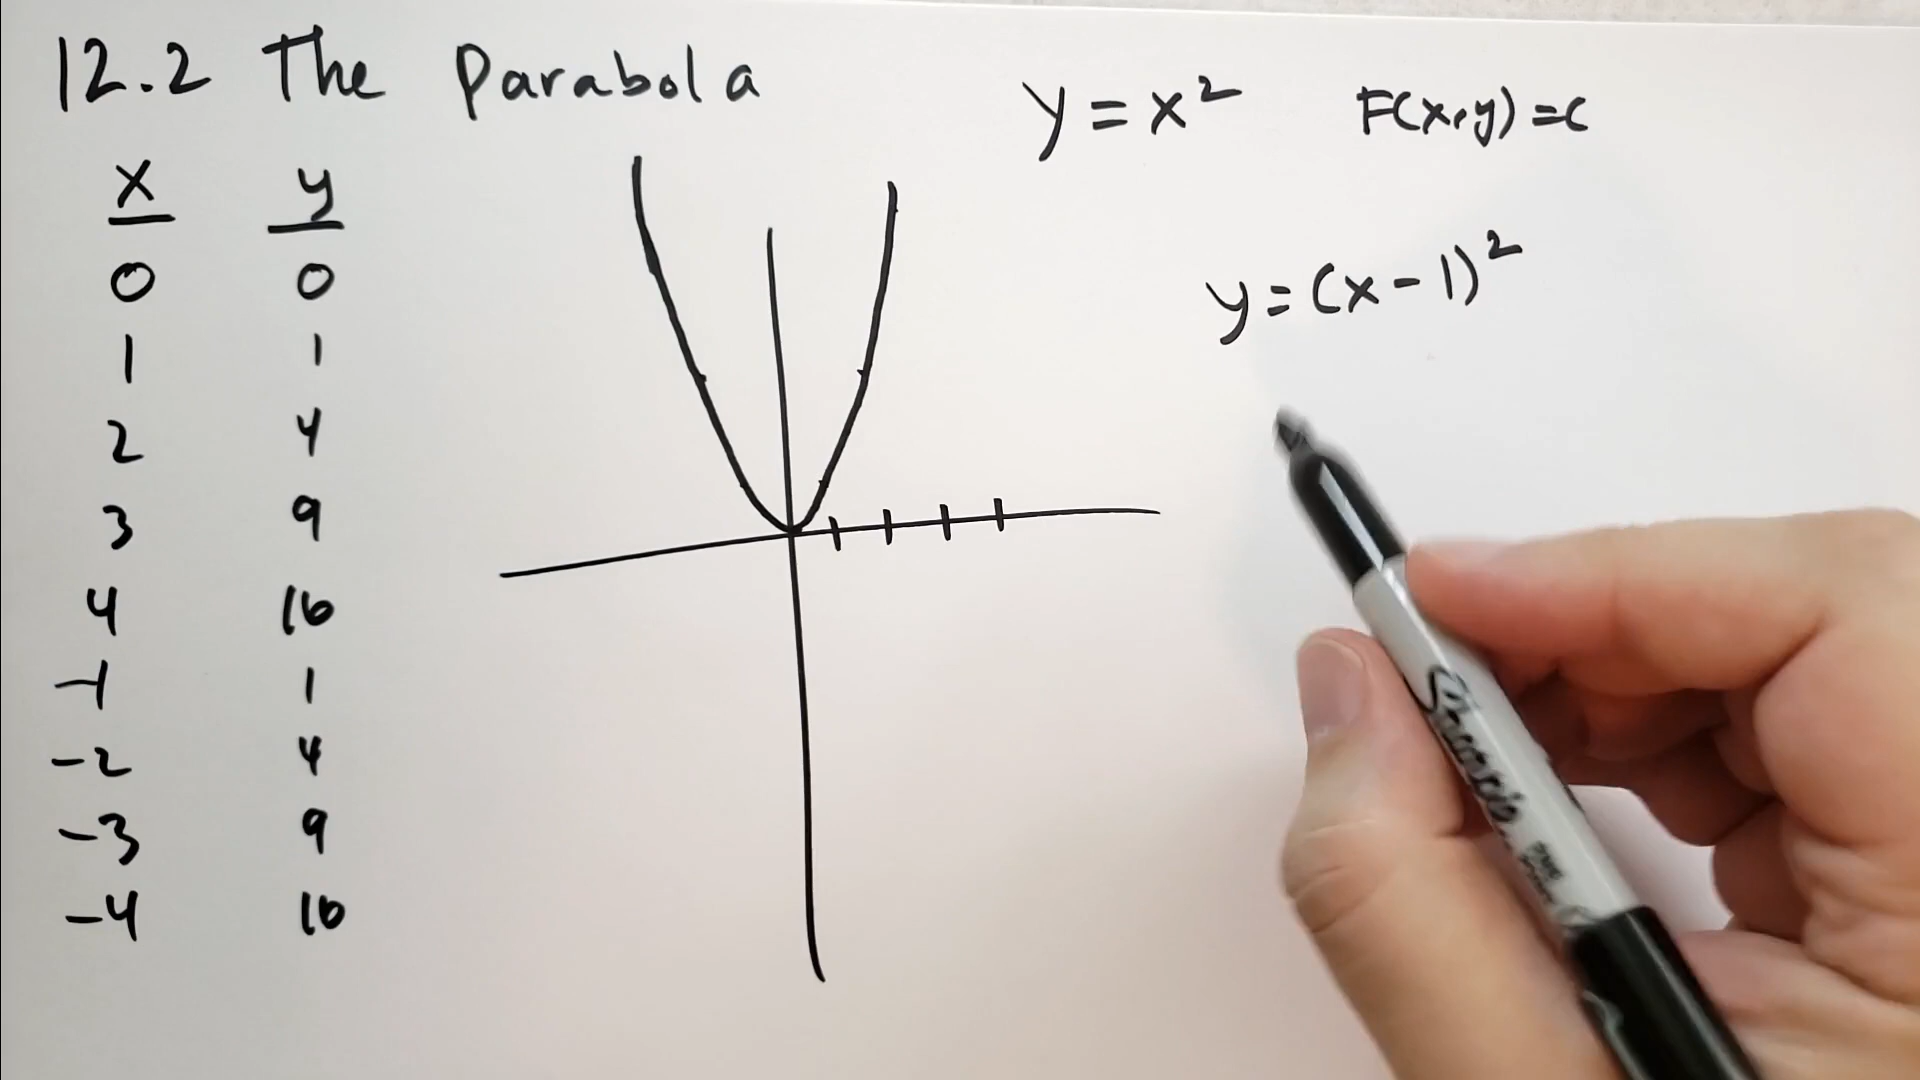 12.2 The Parabola
y = x²
F(x,y) = c
y = (x - 1)²
x y
0 0
1 1
2 4
3 9
4 16
-1 1
-2 4
-3 9
-4 16
Sharpie